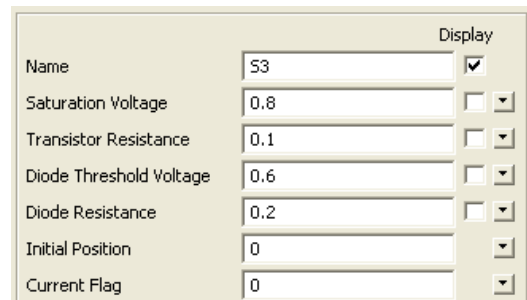 Display
Name S3
Saturation Voltage 0.8
Transistor Resistance 0.1
Diode Threshold Voltage 0.6
Diode Resistance 0.2
Initial Position 0
Current Flag 0